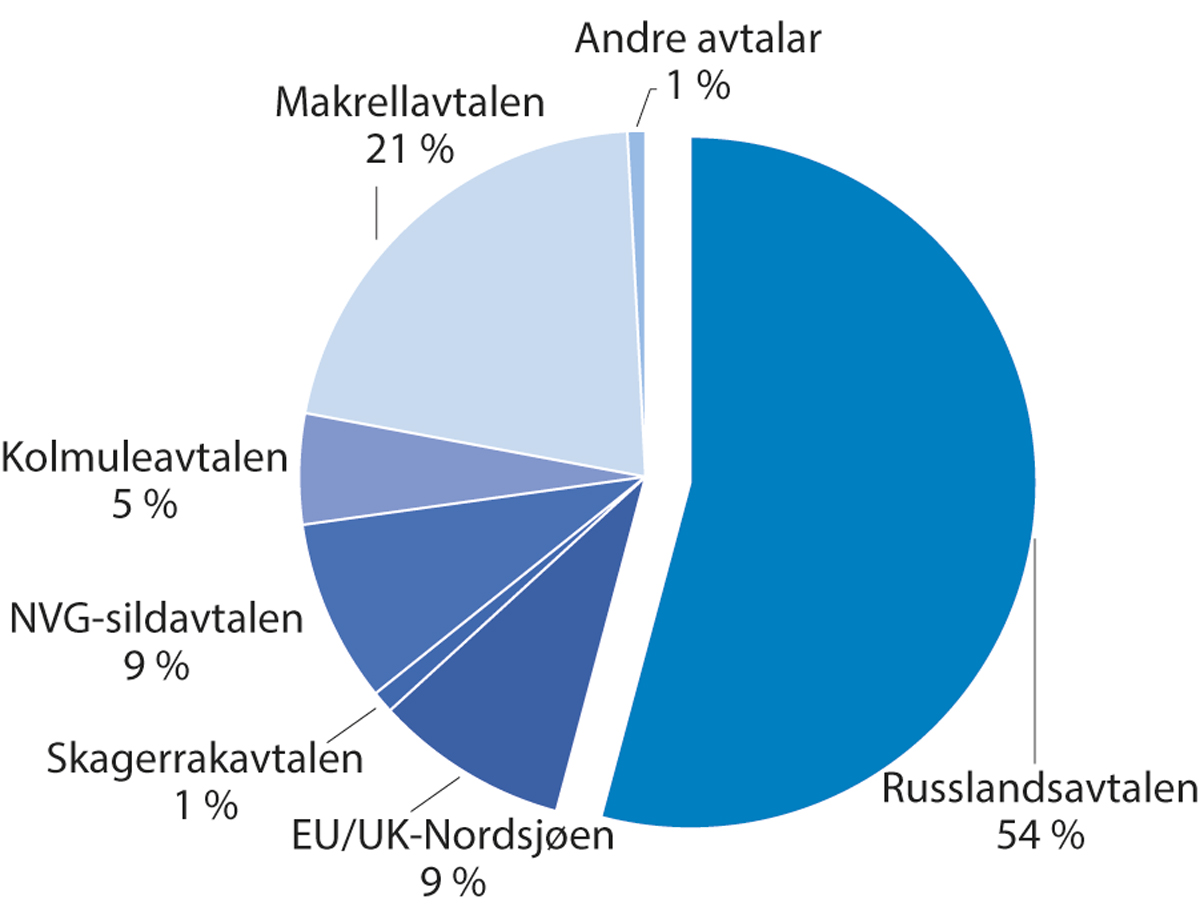 Andre avtalar
1 %
Makrellavtalen
21 %
Kolmuleavtalen
5 %
NVG-sildavtalen
9 %
Skagerrakavtalen
1 %
EU/UK-Nordsjøen
9 %
Russlandsavtalen
54 %